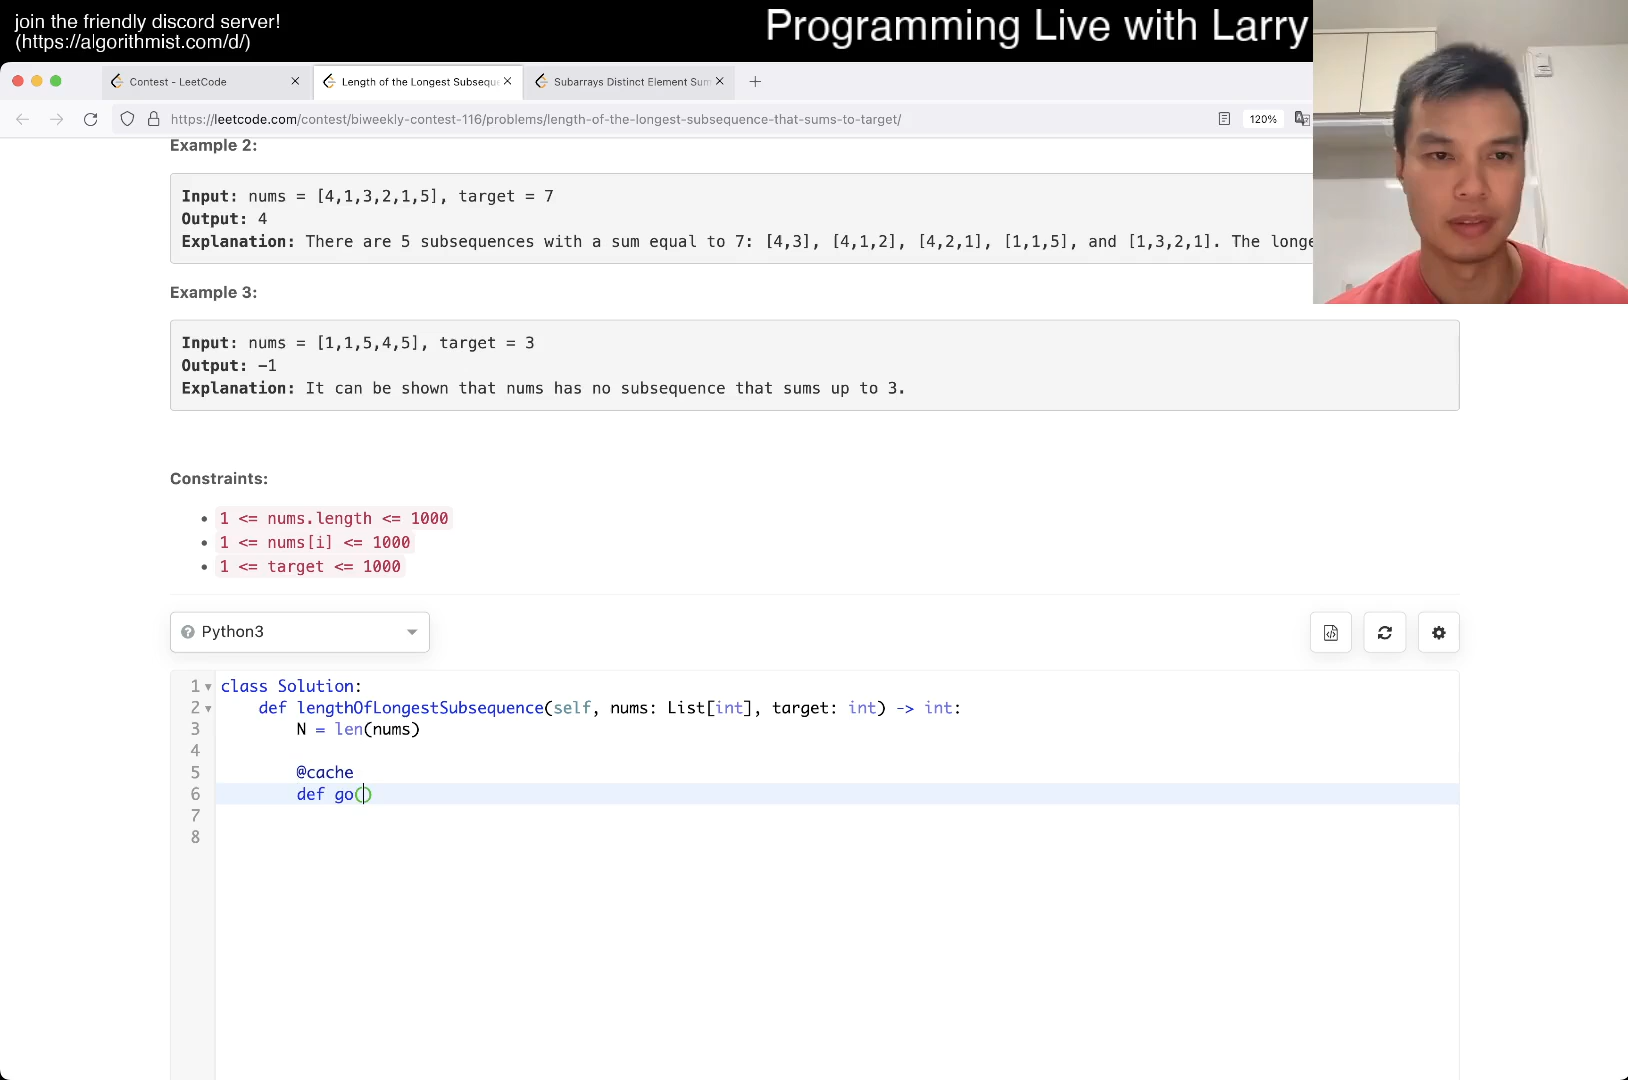 join the friendly discord server!
(https://algorithmist.com/d/)
Programming Live with Larry
Contest - LeetCode
Length of the Longest Subseque
Subarrays Distinct Element Sum
https://leetcode.com/contest/biweekly-contest-116/problems/length-of-the-longest-subsequence-that-sums-to-target/
120%
Example 2:
Input: nums = [4,1,3,2,1,5], target = 7
Output: 4
Explanation: There are 5 subsequences with a sum equal to 7: [4,3], [4,1,2], [4,2,1], [1,1,5], and [1,3,2,1]. The longe
Example 3:
Input: nums = [1,1,5,4,5], target = 3
Output: -1
Explanation: It can be shown that nums has no subsequence that sums up to 3.
Constraints:
1 <= nums.length <= 1000
1 <= nums[i] <= 1000
1 <= target <= 1000
Python3
1 class Solution:
2     def lengthOfLongestSubsequence(self, nums: List[int], target: int) -> int:
3         N = len(nums)
4
5         @cache
6         def go()
7
8